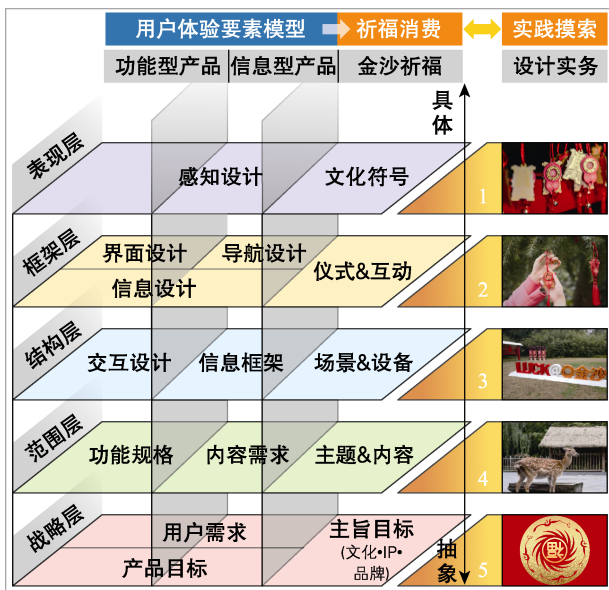 用户体验要素模型
祈福消费
实践摸索
功能型产品
信息型产品
金沙祈福
设计实务
具体
表现层
感知设计
文化符号
1
框架层
界面设计
导航设计
信息设计
仪式&互动
2
结构层
交互设计
信息框架
场景&设备
3
范围层
功能规格
内容需求
主题&内容
4
战略层
用户需求
产品目标
主旨目标
(文化•IP•
品牌)
抽象
5